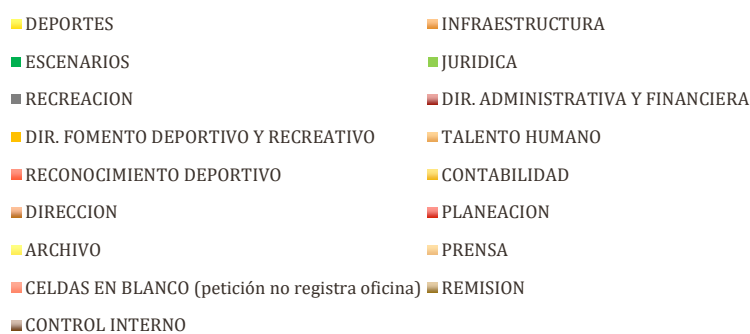 DEPORTES
INFRAESTRUCTURA
ESCENARIOS
JURIDICA
RECREACION
DIR. ADMINISTRATIVA Y FINANCIERA
DIR. FOMENTO DEPORTIVO Y RECREATIVO
TALENTO HUMANO
RECONOCIMIENTO DEPORTIVO
CONTABILIDAD
DIRECCION
PLANEACION
ARCHIVO
PRENSA
CELDAS EN BLANCO (petición no registra oficina)
REMISION
CONTROL INTERNO